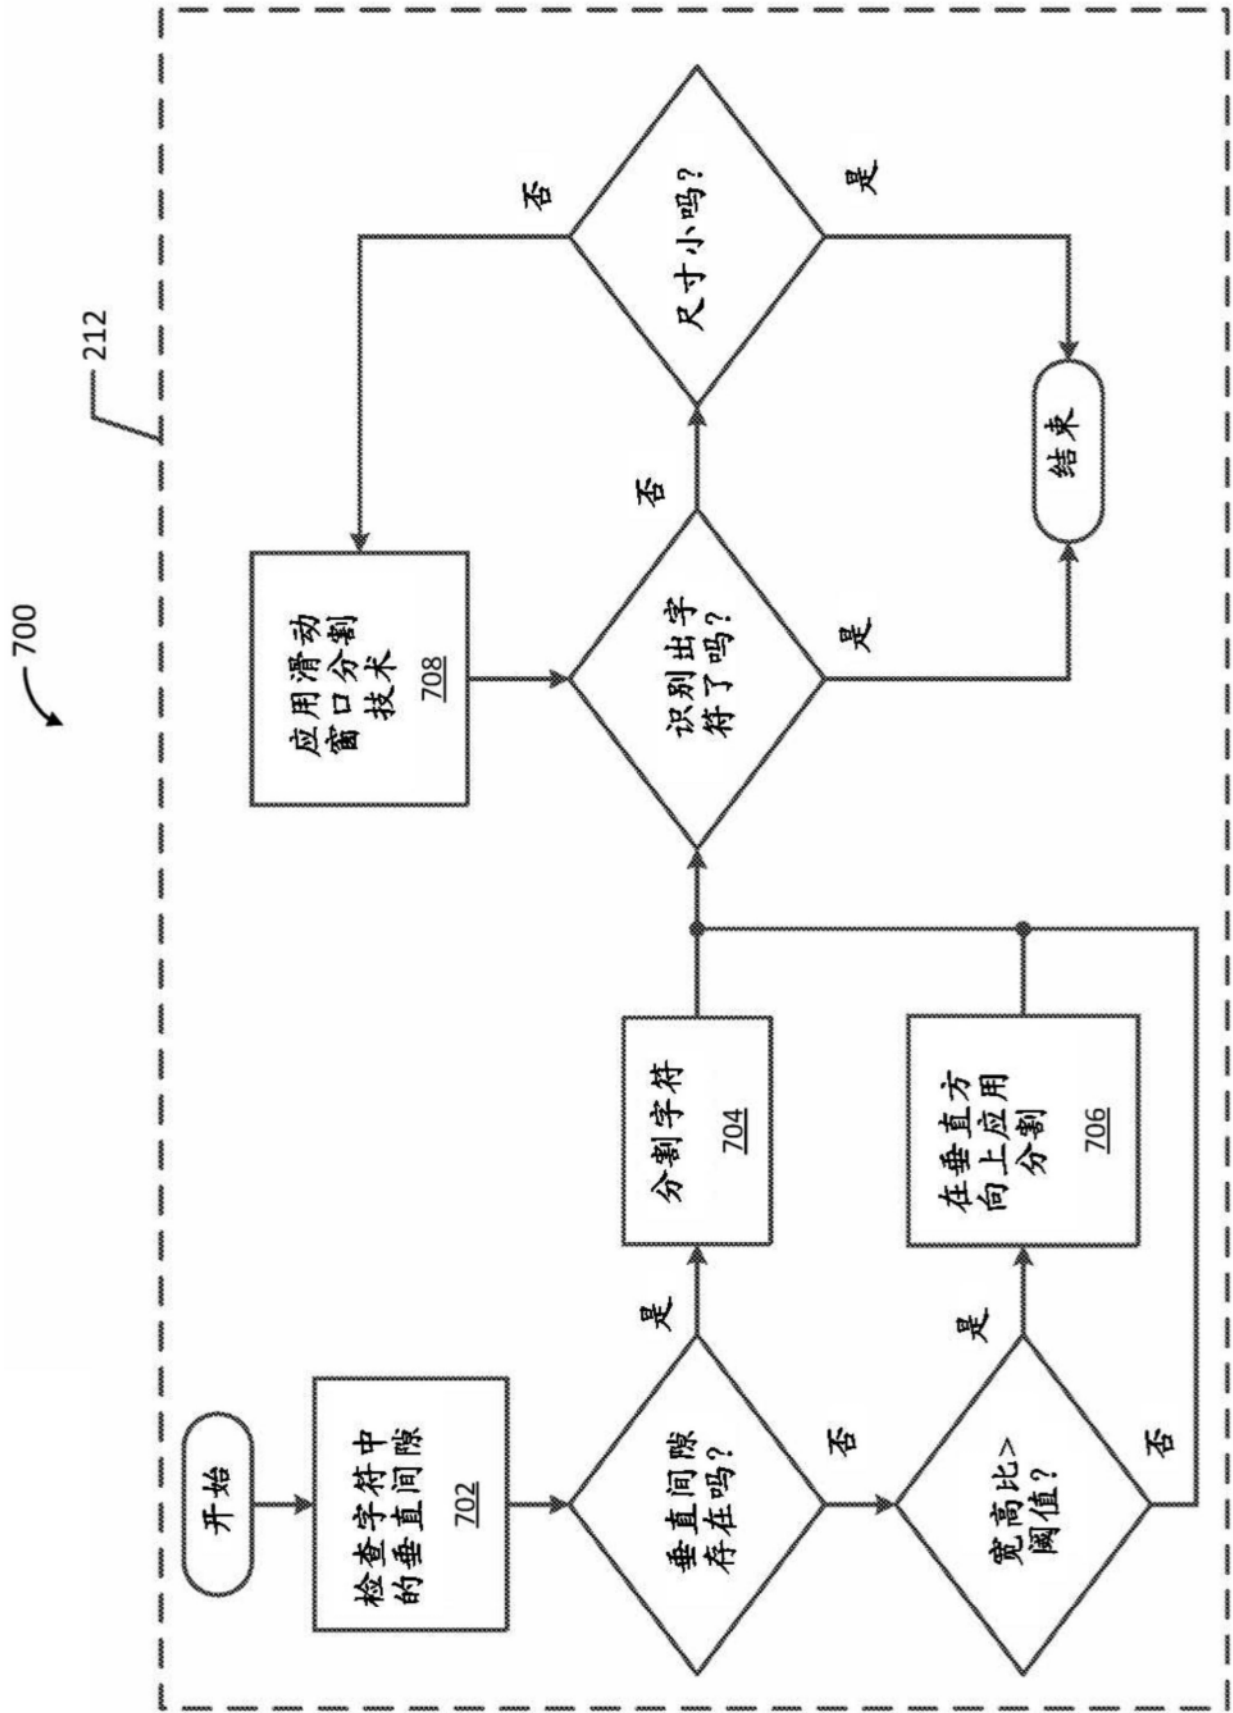 700
212
开始
检查字符中
的垂直间隙
702
垂直间隙
存在吗？
是
否
分割字符
704
宽高比>
阈值？
是
否
在垂直方
向上应用
分割
706
应用滑动
窗口分割
技术
708
识别出字
符了吗？
否
是
尺寸小吗？
否
是
结束